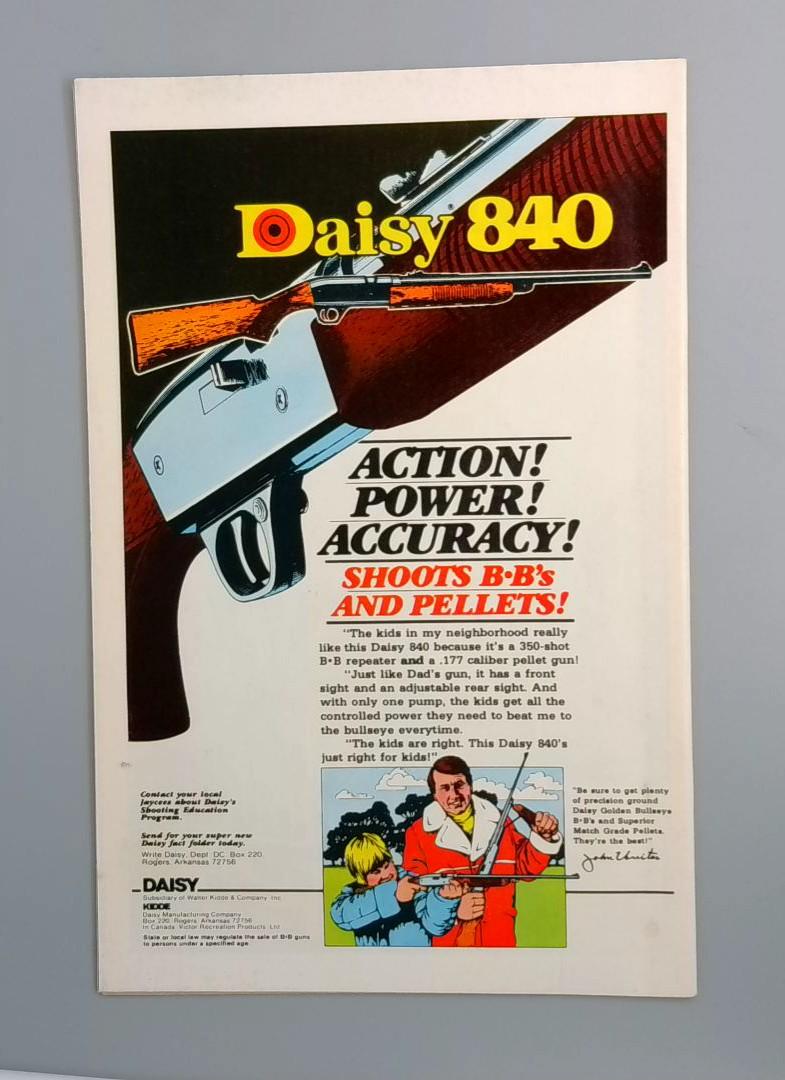 Daisy® 840
ACTION!
POWER!
ACCURACY!
SHOOTS B•B's
AND PELLETS!
"The kids in my neighborhood really
like this Daisy 840 because it's a 350-shot
B•B repeater and a .177 caliber pellet gun!
"Just like Dad's gun, it has a front
sight and an adjustable rear sight. And
with only one pump, the kids get all the
controlled power they need to beat me to
the bullseye everytime.
"The kids are right. This Daisy 840's
just right for kids!"
"Be sure to get plenty
of precision ground
Daisy Golden Bullseye
B•B's and Superior
Match Grade Pellets.
They're the best!"
Contact your local
Jaycees about Daisy's
Shooting Education
Program.
Send for your super new
Daisy fact folder today.
Write Daisy, Dept. DC, Box 220,
Rogers, Arkansas 72756
DAISY
Subsidiary of Walter Kidde & Company, Inc.
KIDDE
Daisy Manufacturing Company
Box 220, Rogers, Arkansas 72756
In Canada: Victor Recreation Products Ltd.
State or local law may regulate the sale of B•B guns
to persons under a specified age.